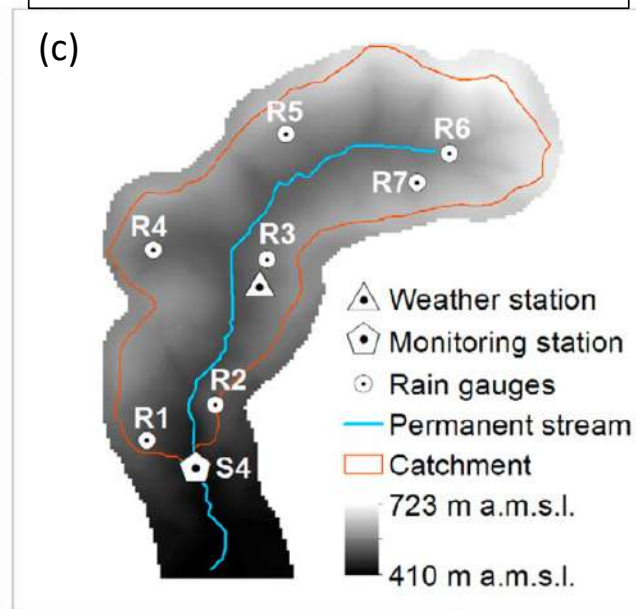 (c)
R5
R6
R7
R4
R3
R2
R1
S4
Weather station
Monitoring station
Rain gauges
Permanent stream
Catchment
723 m a.m.s.l.
410 m a.m.s.l.